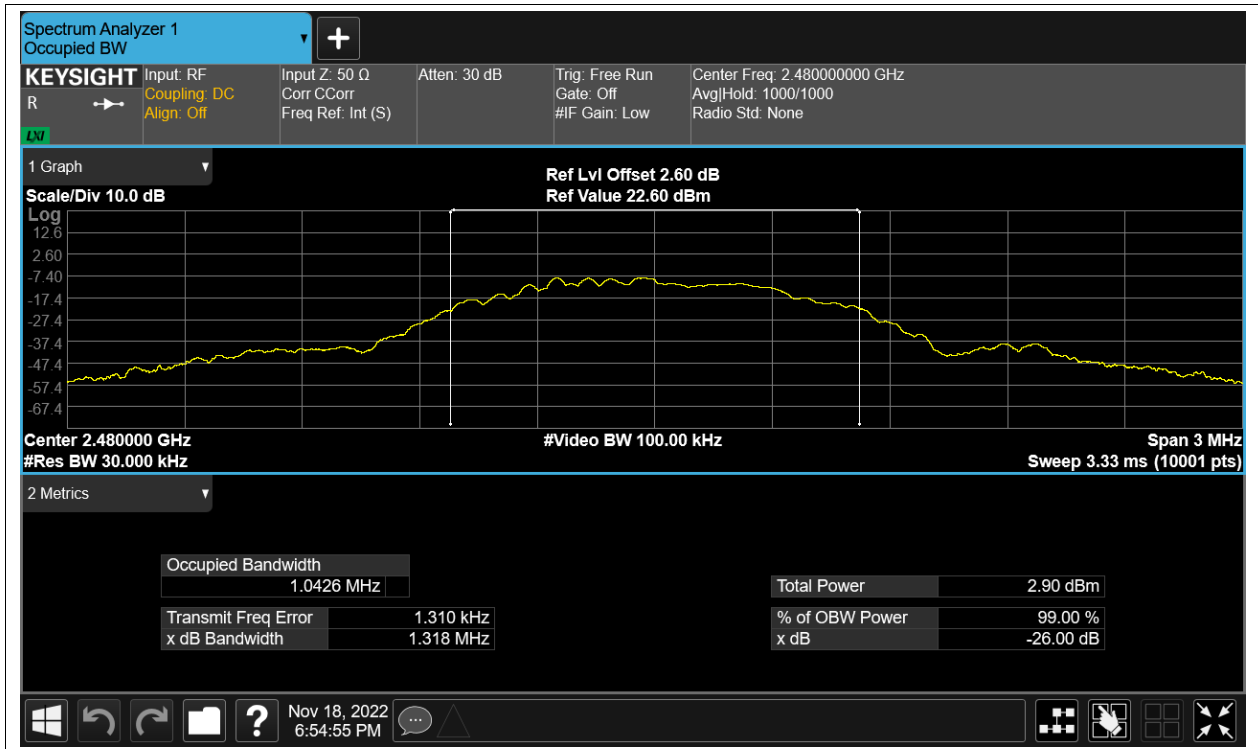 Spectrum Analyzer 1
Occupied BW
KEYSIGHT
R
LXI
Input: RF
Coupling: DC
Align: Off
Input Z: 50 Ω
Corr CCorr
Freq Ref: Int (S)
Atten: 30 dB
Trig: Free Run
Gate: Off
#IF Gain: Low
Center Freq: 2.480000000 GHz
Avg|Hold: 1000/1000
Radio Std: None
1 Graph
Scale/Div 10.0 dB
Ref Lvl Offset 2.60 dB
Ref Value 22.60 dBm
Log
12.6
2.60
-7.40
-17.4
-27.4
-37.4
-47.4
-57.4
-67.4
Center 2.480000 GHz
#Res BW 30.000 kHz
#Video BW 100.00 kHz
Span 3 MHz
Sweep 3.33 ms (10001 pts)
2 Metrics
Occupied Bandwidth
1.0426 MHz
Transmit Freq Error 1.310 kHz
x dB Bandwidth 1.318 MHz
Total Power 2.90 dBm
% of OBW Power 99.00 %
x dB -26.00 dB
?
Nov 18, 2022
6:54:55 PM